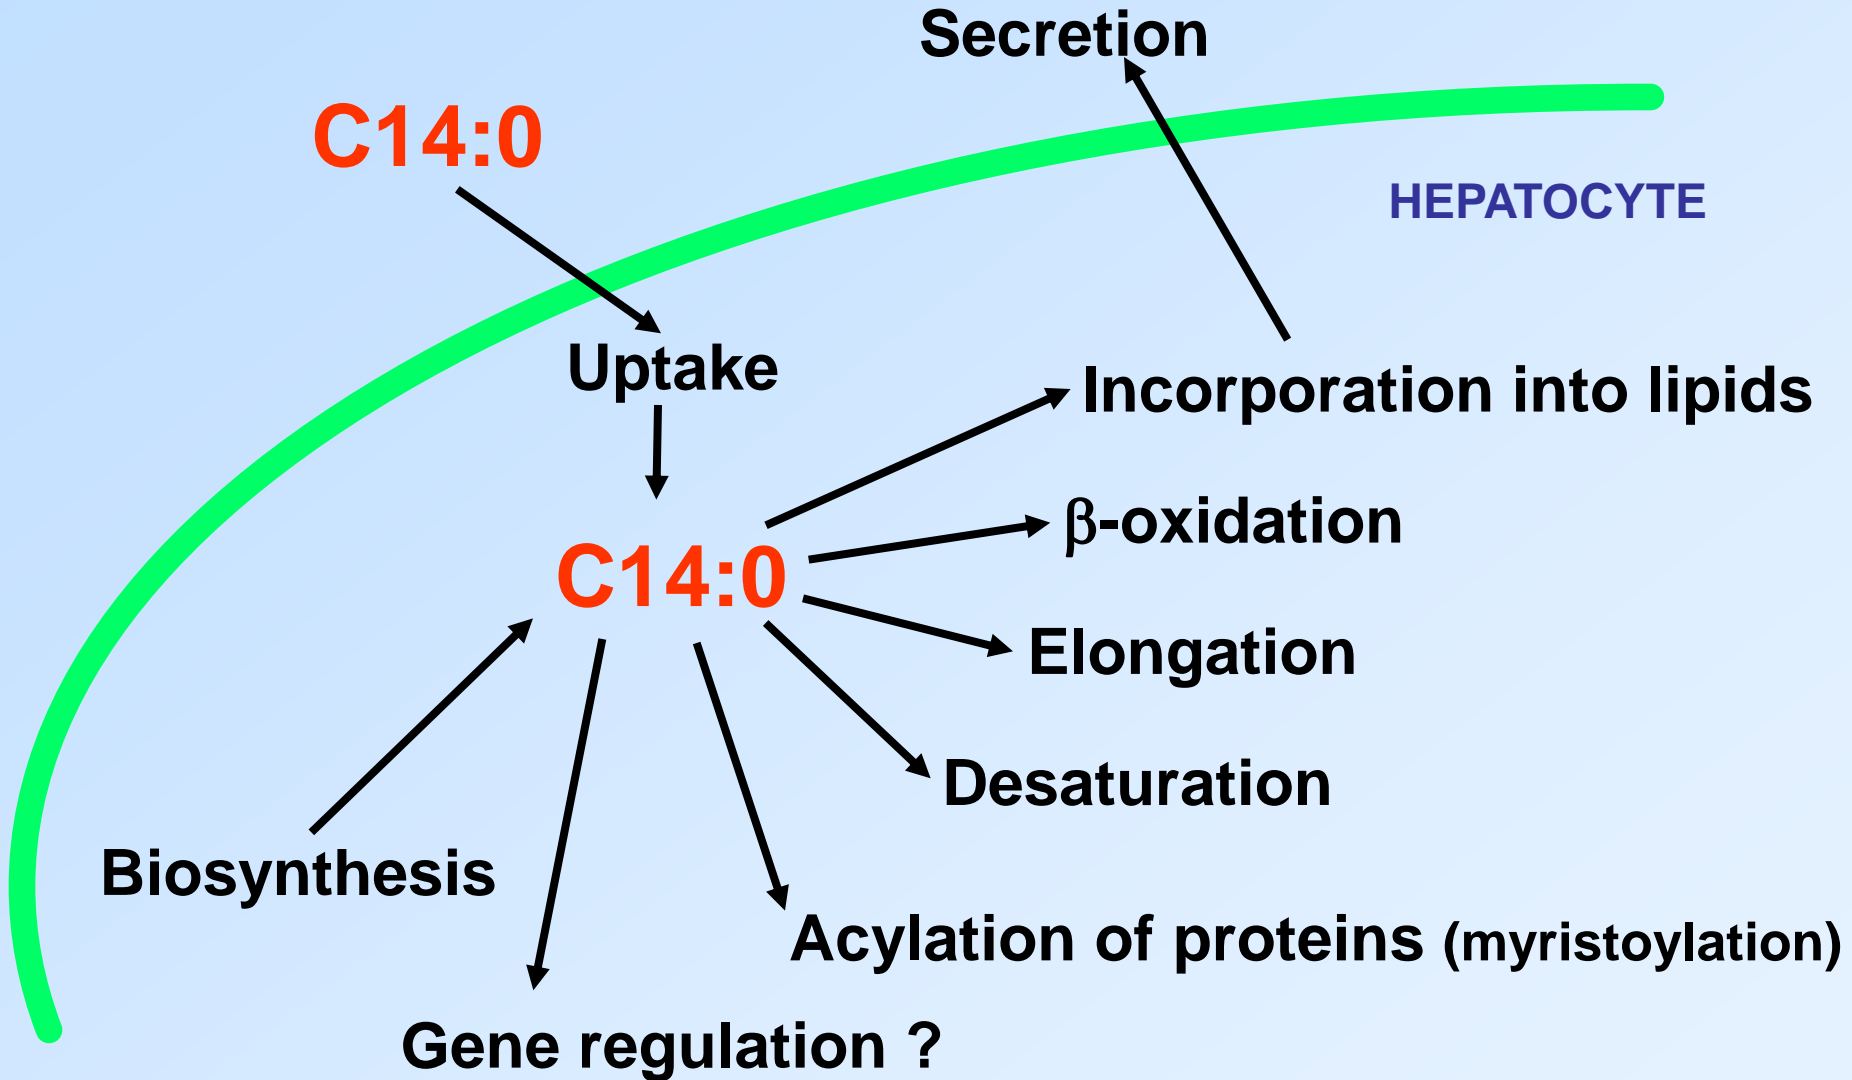 Secretion
C14:0
HEPATOCYTE
Uptake
Incorporation into lipids
β-oxidation
C14:0
Elongation
Desaturation
Biosynthesis
Acylation of proteins (myristoylation)
Gene regulation ?